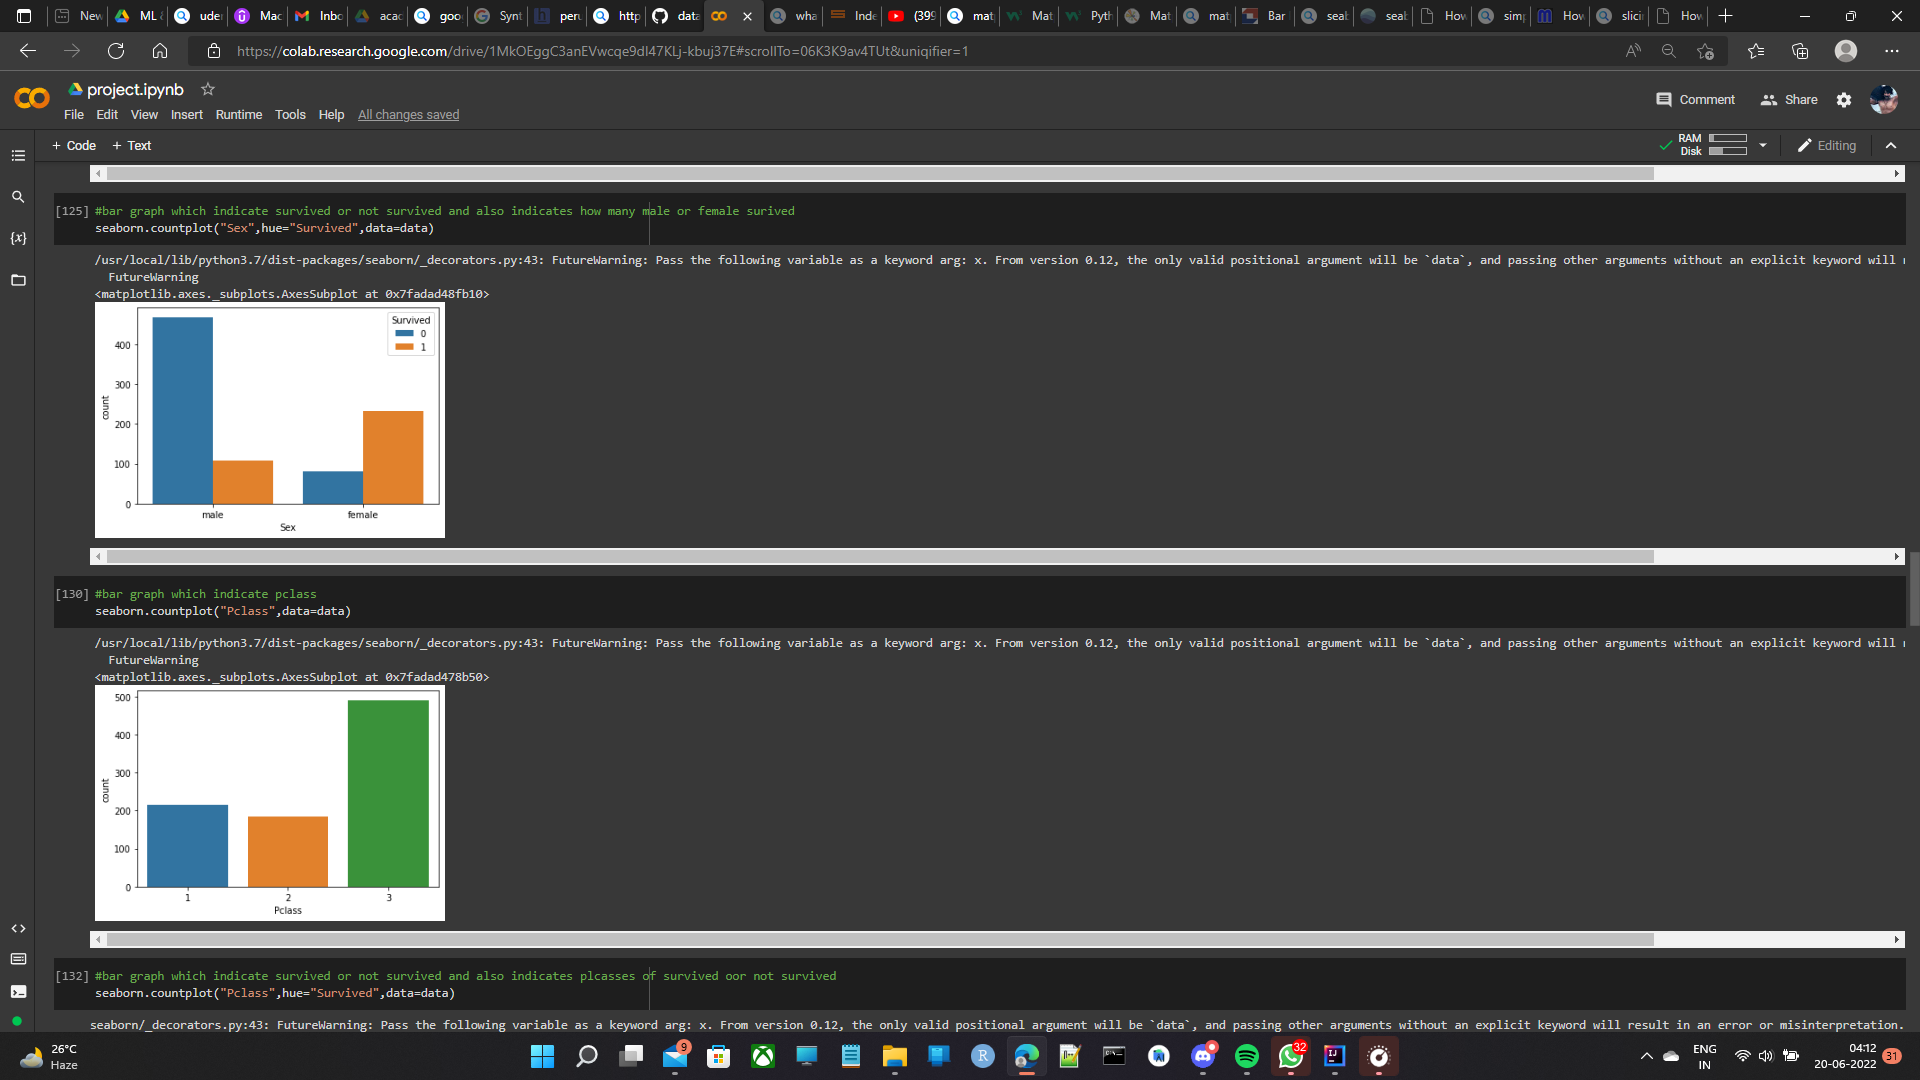 New
ML
uder
Mac
Inbo
acac
goo
Synt
peru
http
data
wha
Inde
(399
mat
Mat
Pyth
Mat
mat
Bar
seab
seab
How
simp
How
slicin
How
https://colab.research.google.com/drive/1MkOEggC3anEVwcqe9dI47KLj-kbuj37E#scrollTo=06K3K9av4TUt&uniqifier=1
project.ipynb
Comment
Share
File Edit View Insert Runtime Tools Help All changes saved
+ Code + Text
RAM
Disk
Editing
[125] #bar graph which indicate survived or not survived and also indicates how many male or female surived
seaborn.countplot("Sex",hue="Survived",data=data)
/usr/local/lib/python3.7/dist-packages/seaborn/_decorators.py:43: FutureWarning: Pass the following variable as a keyword arg: x. From version 0.12, the only valid positional argument will be `data`, and passing other arguments without an explicit keyword will
FutureWarning
<matplotlib.axes._subplots.AxesSubplot at 0x7fadad48fb10>
Survived
0
1
400
300
200
100
0
count
male female
Sex
[130] #bar graph which indicate pclass
seaborn.countplot("Pclass",data=data)
/usr/local/lib/python3.7/dist-packages/seaborn/_decorators.py:43: FutureWarning: Pass the following variable as a keyword arg: x. From version 0.12, the only valid positional argument will be `data`, and passing other arguments without an explicit keyword will
FutureWarning
<matplotlib.axes._subplots.AxesSubplot at 0x7fadad478b50>
500
400
300
200
100
0
count
1 2 3
Pclass
[132] #bar graph which indicate survived or not survived and also indicates plcasses of survived oor not survived
seaborn.countplot("Pclass",hue="Survived",data=data)
seaborn/_decorators.py:43: FutureWarning: Pass the following variable as a keyword arg: x. From version 0.12, the only valid positional argument will be `data`, and passing other arguments without an explicit keyword will result in an error or misinterpretation.
26°C
Haze
9
32
ENG
IN
04:12
20-06-2022
31